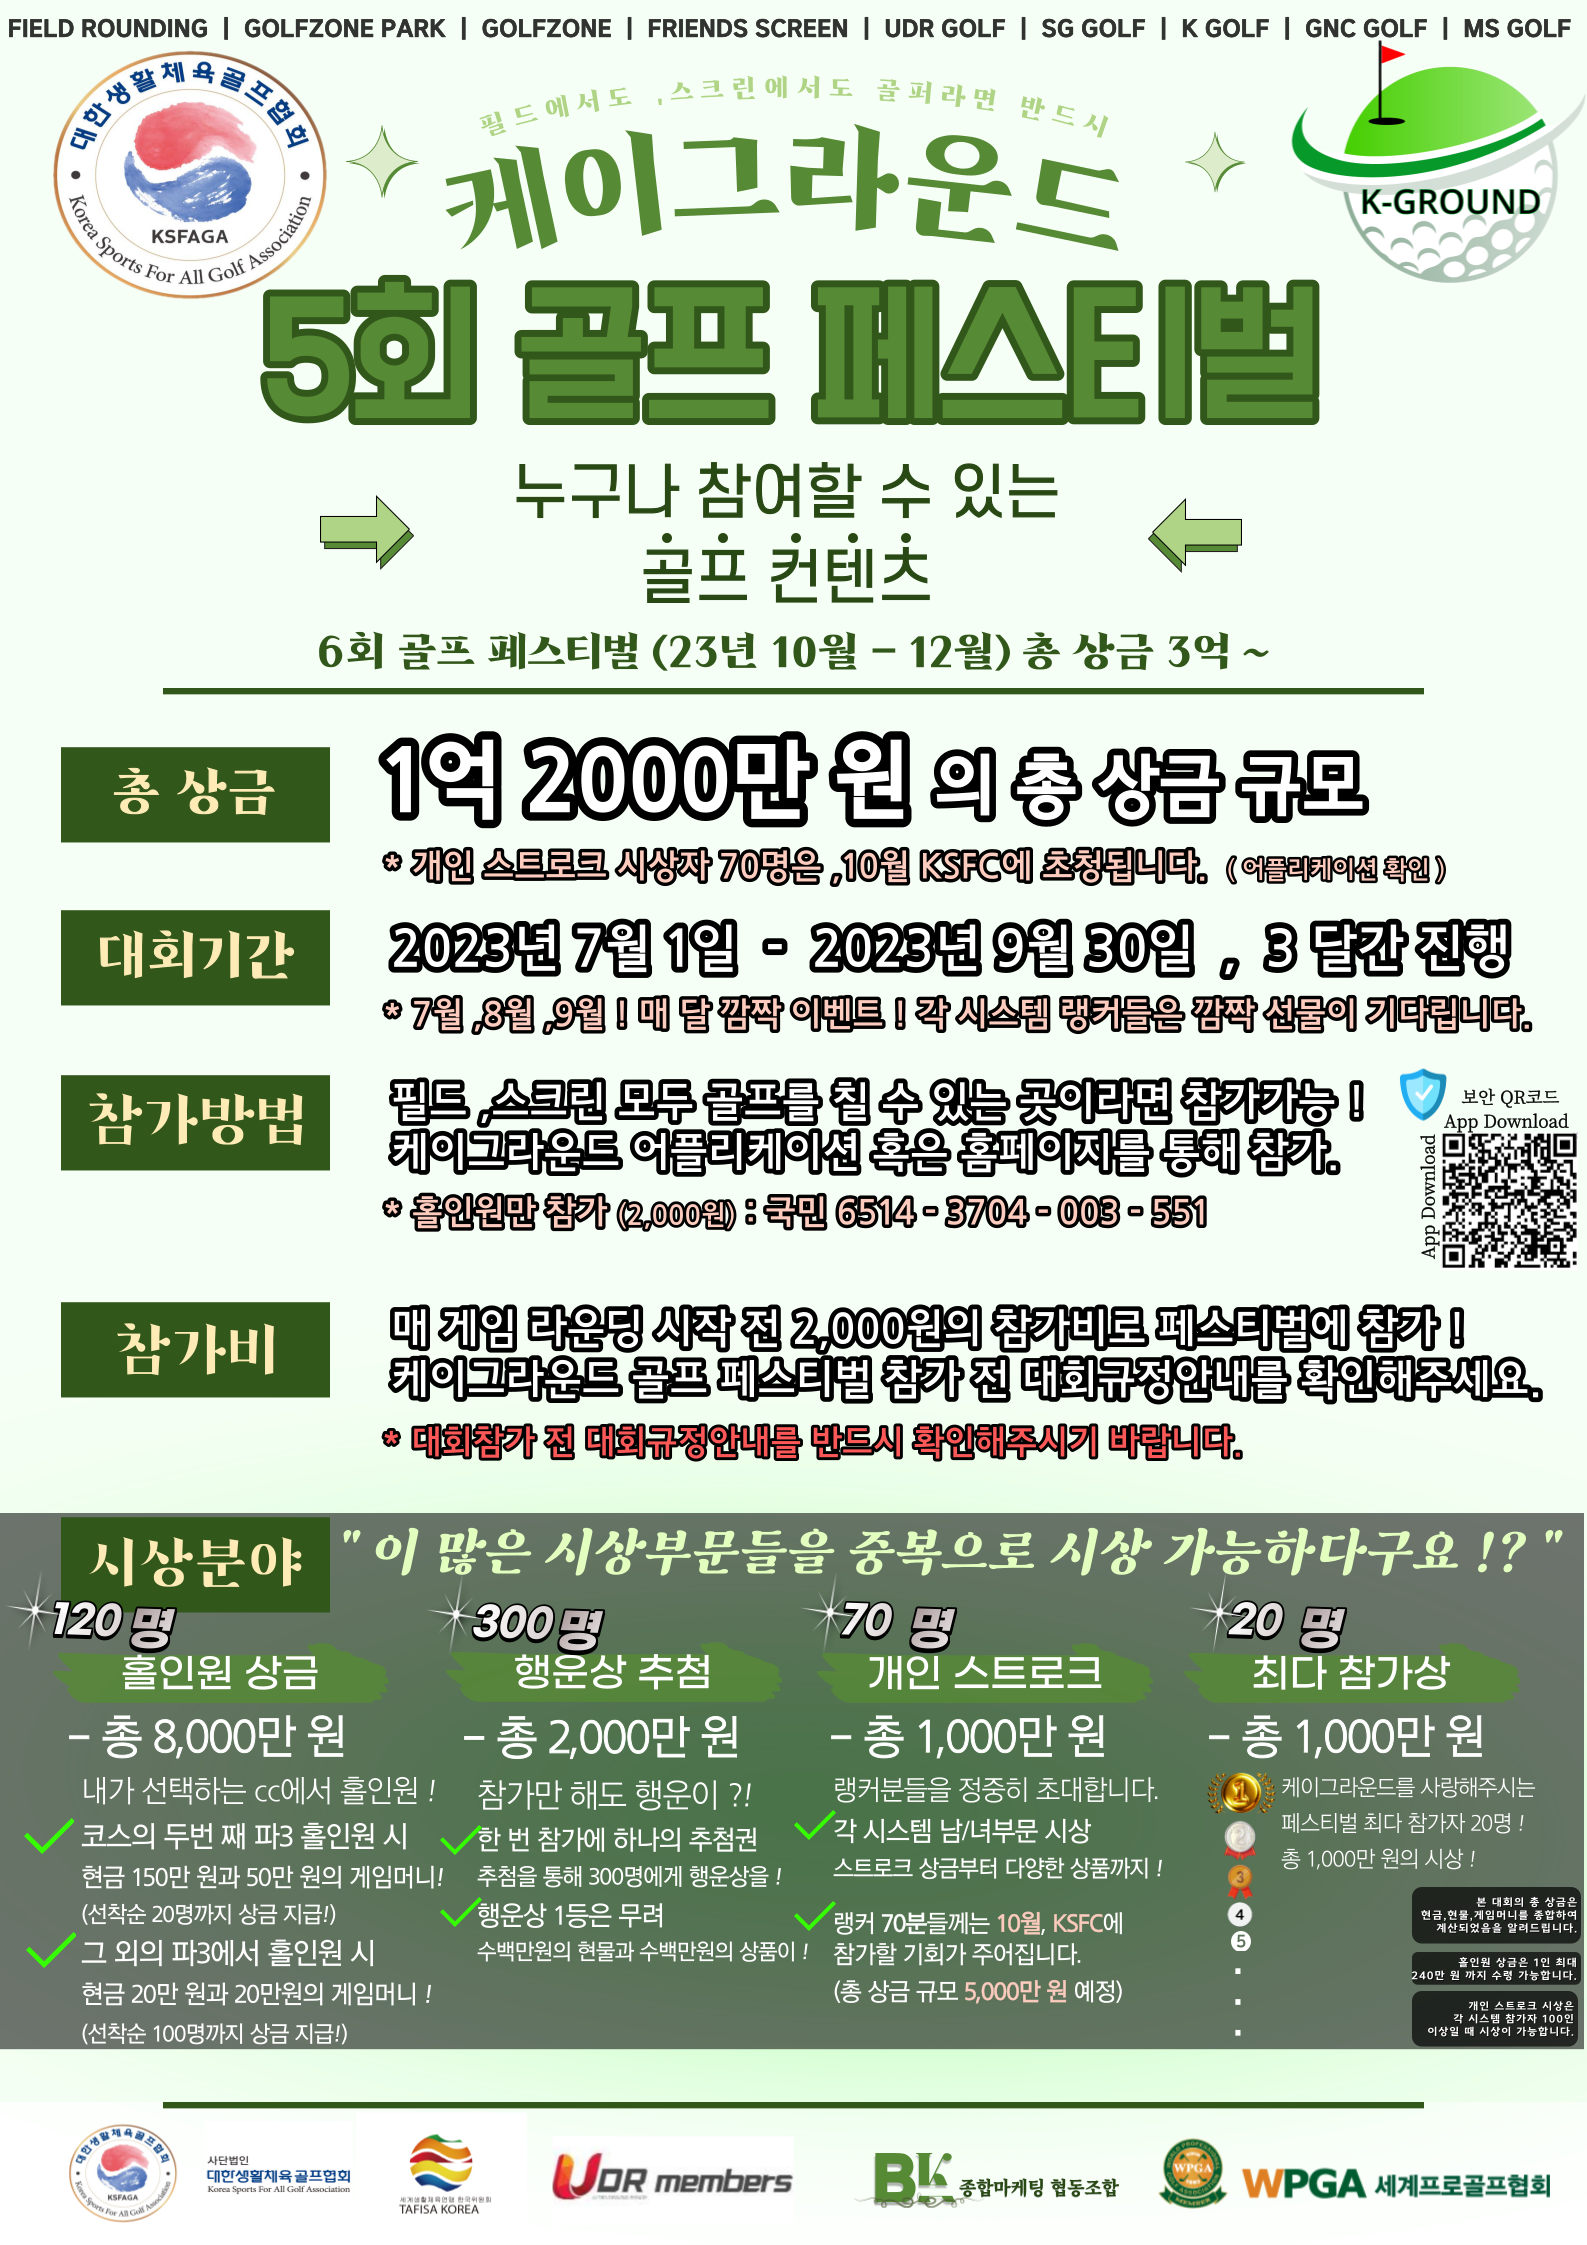 FIELD ROUNDING | GOLFZONE PARK | GOLFZONE | FRIENDS SCREEN | UDR GOLF | SG GOLF | K GOLF | GNC GOLF | MS GOLF
대한생활체육골프협회
KSFAGA
Korea Sports For All Golf Association
필드에서도 ,스크린에서도 골퍼라면 반드시
케이그라운드
K-GROUND
5회 골프 페스티벌
누구나 참여할 수 있는
골프 컨텐츠
6회 골프 페스티벌 (23년 10월 – 12월) 총 상금 3억 ~
총 상금
1억 2000만 원 의 총 상금 규모
* 개인 스트로크 시상자 70명은 ,10월 KSFC에 초청됩니다. ( 어플리케이션 확인 )
대회기간
2023년 7월 1일 - 2023년 9월 30일 , 3 달간 진행
* 7월 ,8월 ,9월 ! 매 달 깜짝 이벤트 ! 각 시스템 랭커들은 깜짝 선물이 기다립니다.
참가방법
필드 ,스크린 모두 골프를 칠 수 있는 곳이라면 참가가능 !
케이그라운드 어플리케이션 혹은 홈페이지를 통해 참가.
* 홀인원만 참가 (2,000원) : 국민 6514 - 3704 - 003 - 551
보안 QR코드
App Download
App Download
참가비
매 게임 라운딩 시작 전 2,000원의 참가비로 페스티벌에 참가 !
케이그라운드 골프 페스티벌 참가 전 대회규정안내를 확인해주세요.
* 대회참가 전 대회규정안내를 반드시 확인해주시기 바랍니다.
시상분야
" 이 많은 시상부문들을 중복으로 시상 가능하다구요 !? "
120 명
홀인원 상금
– 총 8,000만 원
내가 선택하는 cc에서 홀인원 !
코스의 두번 째 파3 홀인원 시
현금 150만 원과 50만 원의 게임머니!
(선착순 20명까지 상금 지급!)
그 외의 파3에서 홀인원 시
현금 20만 원과 20만원의 게임머니 !
(선착순 100명까지 상금 지급!)
300 명
행운상 추첨
– 총 2,000만 원
참가만 해도 행운이 ?!
한 번 참가에 하나의 추첨권
추첨을 통해 300명에게 행운상을 !
행운상 1등은 무려
수백만원의 현물과 수백만원의 상품이 !
70 명
개인 스트로크
– 총 1,000만 원
랭커분들을 정중히 초대합니다.
각 시스템 남/녀부문 시상
스트로크 상금부터 다양한 상품까지 !
랭커 70분들께는 10월, KSFC에
참가할 기회가 주어집니다.
(총 상금 규모 5,000만 원 예정)
20 명
최다 참가상
– 총 1,000만 원
1
2
3
4
5
.
.
.
케이그라운드를 사랑해주시는
페스티벌 최다 참가자 20명 !
총 1,000만 원의 시상 !
본 대회의 총 상금은
현금,현물,게임머니를 종합하여
계산되었음을 알려드립니다.
홀인원 상금은 1인 최대
240만 원 까지 수령 가능합니다.
개인 스트로크 시상은
각 시스템 참가자 100인
이상일 때 시상이 가능합니다.
대한생활체육골프협회
KSFAGA
Korea Sports For All Golf Association
사단법인
대한생활체육골프협회
Korea Sports For All Golf Association
세계생활체육연맹 한국위원회
TAFISA KOREA
UDR members
BK 종합마케팅 협동조합
WPGA
MEMBER
WPGA 세계프로골프협회